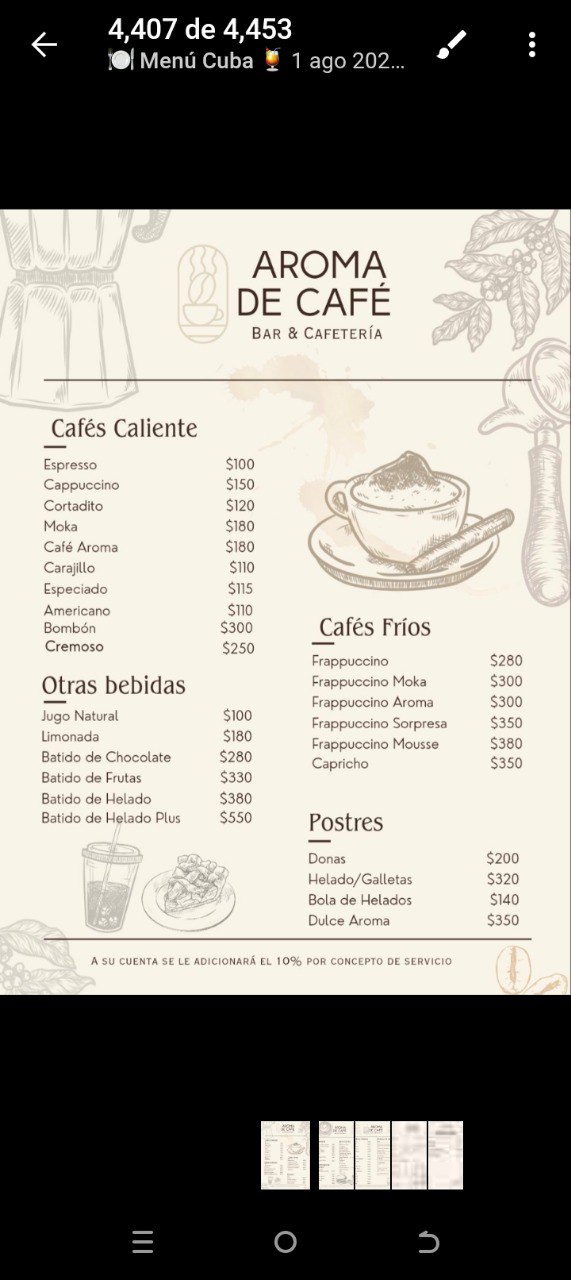 4,407 de 4,453
🍽️ Menú Cuba 🍹 1 ago 202...
AROMA
DE CAFÉ
BAR & CAFETERÍA
Cafés Caliente
Espresso $100
Cappuccino $150
Cortadito $120
Moka $180
Café Aroma $180
Carajillo $110
Especiado $115
Americano $110
Bombón $300
Cremoso $250
Otras bebidas
Jugo Natural $100
Limonada $180
Batido de Chocolate $280
Batido de Frutas $330
Batido de Helado $380
Batido de Helado Plus $550
Cafés Fríos
Frappuccino $280
Frappuccino Moka $300
Frappuccino Aroma $300
Frappuccino Sorpresa $350
Frappuccino Mousse $380
Capricho $350
Postres
Donas $200
Helado/Galletas $320
Bola de Helados $140
Dulce Aroma $350
A SU CUENTA SE LE ADICIONARÁ EL 10% POR CONCEPTO DE SERVICIO